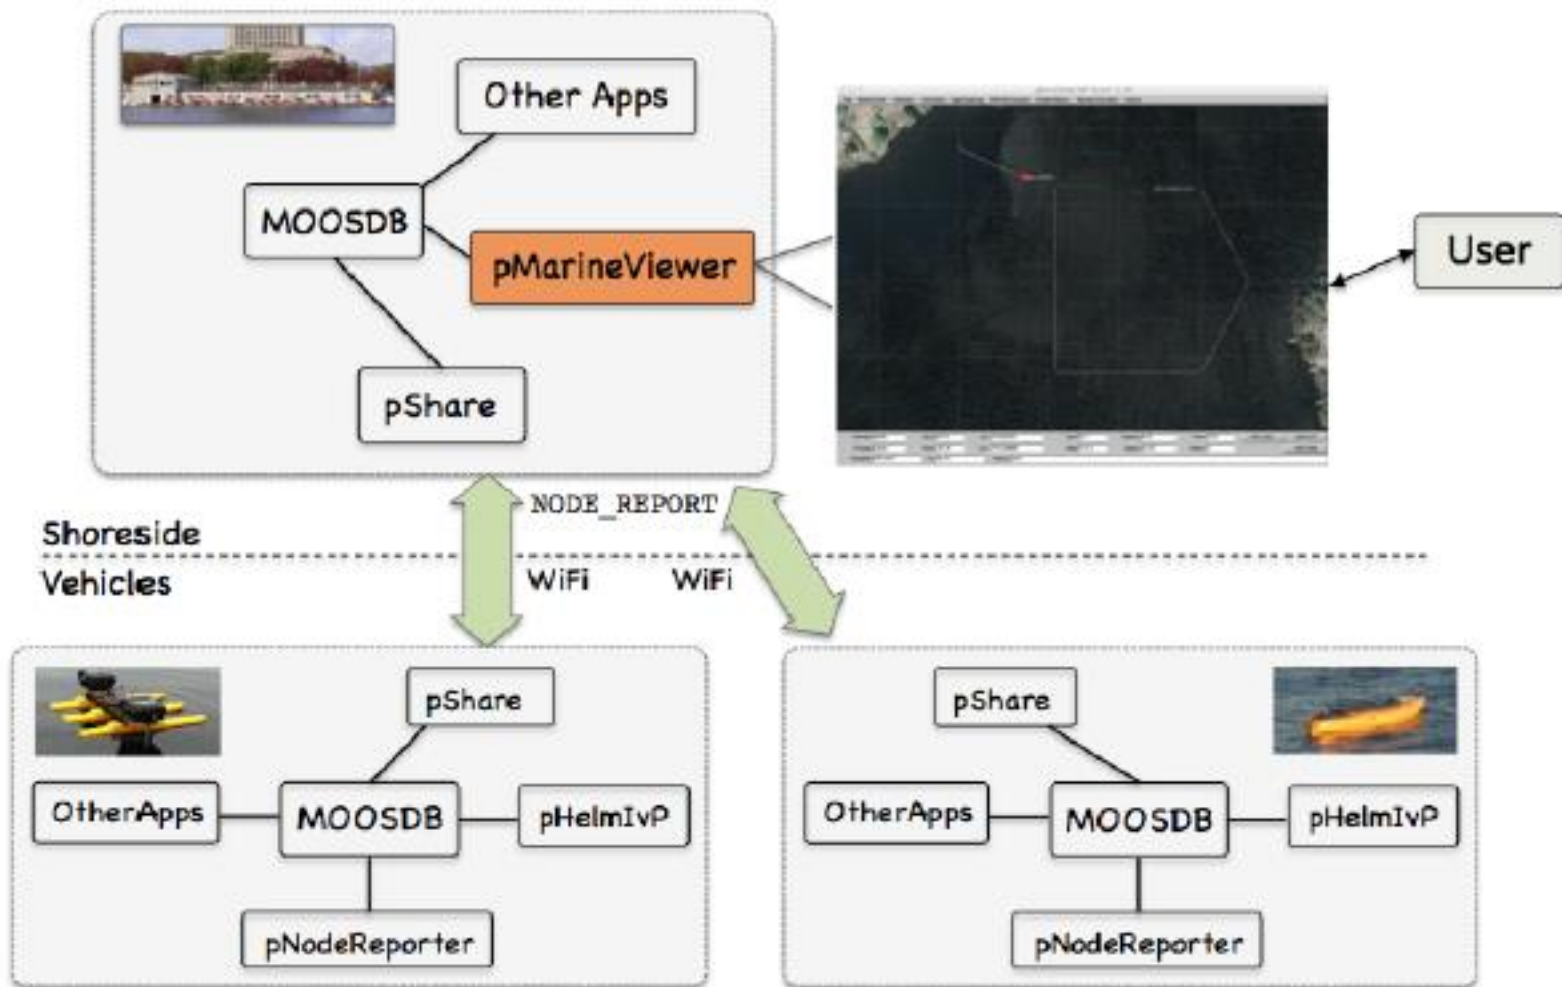 Other Apps
MOOSDB
pMarineViewer
User
pShare
NODE_REPORT
Shoreside
Vehicles
WiFi
WiFi
pShare
OtherApps
MOOSDB
pHelmIvP
pNodeReporter
pShare
OtherApps
MOOSDB
pHelmIvP
pNodeReporter